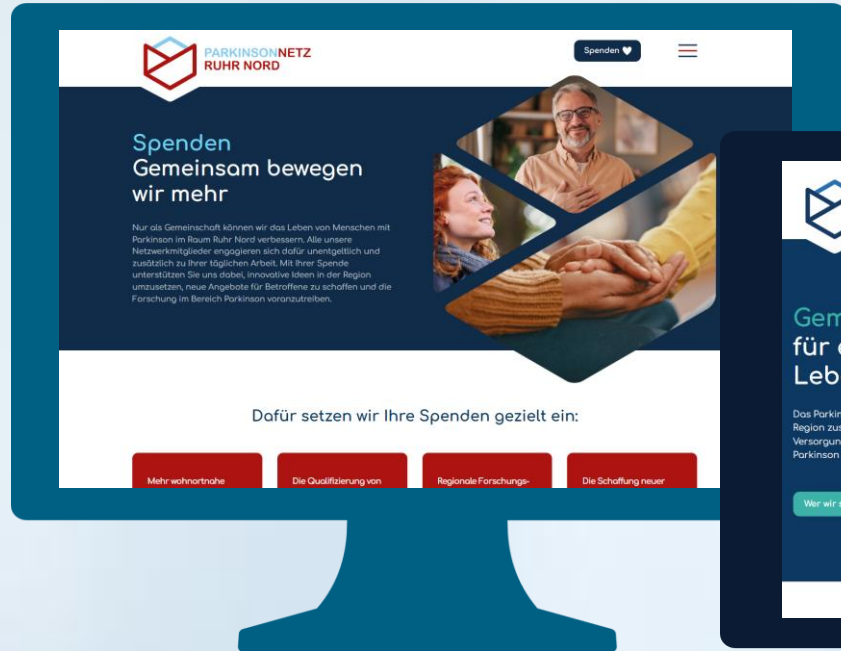 PARKINSONNETZ
RUHR NORD
Spenden
Spenden
Gemeinsam bewegen
wir mehr
Nur als Gemeinschaft können wir das Leben von Menschen mit
Parkinson im Raum Ruhr Nord verbessern. Alle unsere
Netzwerkmitglieder engagieren sich dafür unentgeltlich und
zusätzlich zu Ihrer täglichen Arbeit. Mit Ihrer Spende
unterstützen Sie uns dabei, innovative Ideen in der Region
umzusetzen, neue Angebote für Betroffene zu schaffen und die
Forschung im Bereich Parkinson voranzutreiben.
Dafür setzen wir Ihre Spenden gezielt ein:
Mehr wohnortnahe
Die Qualifizierung von
Regionale Forschungs-
Die Schaffung neuer
für
Das
Region
Parkinson
Wer wir